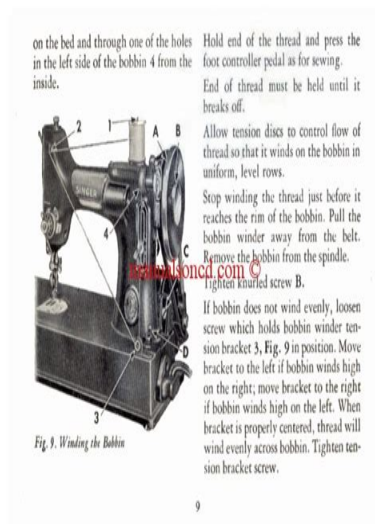 on the bed and through one of the holes
in the left side of the bobbin 4 from the
inside.
2
1
A
B
SINGER
4
C
D
3
Fig. 9. Winding the Bobbin
Hold end of the thread and press the
foot controller pedal as for sewing.
End of thread must be held until it
breaks off.
Allow tension discs to control flow of
thread so that it winds on the bobbin in
uniform, level rows.
Stop winding the thread just before it
reaches the rim of the bobbin. Pull the
bobbin winder away from the belt.
Remove the bobbin from the spindle.
manualsoncd.com ©
Tighten knurled screw B.
If bobbin does not wind evenly, loosen
screw which holds bobbin winder ten-
sion bracket 3, Fig. 9 in position. Move
bracket to the left if bobbin winds high
on the right; move bracket to the right
if bobbin winds high on the left. When
bracket is properly centered, thread will
wind evenly across bobbin. Tighten ten-
sion bracket screw.
9